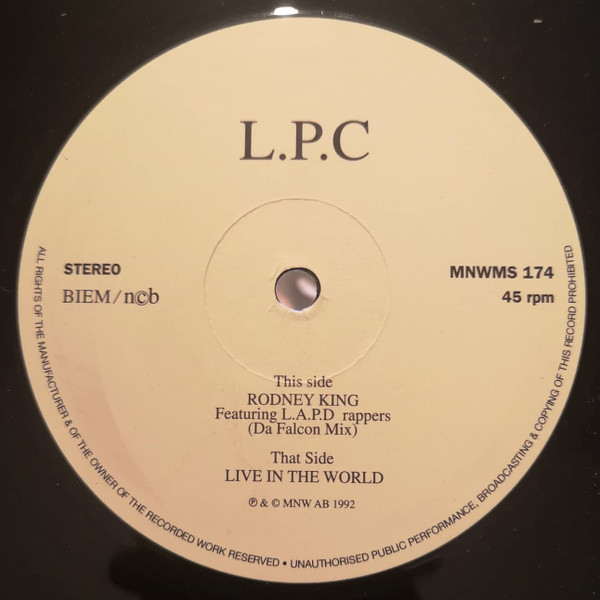 L.P.C
STEREO
BIEM/n©b
MNWMS 174
45 rpm
This side
RODNEY KING
Featuring L.A.P.D rappers
(Da Falcon Mix)
That Side
LIVE IN THE WORLD
℗ & © MNW AB 1992
ALL RIGHTS OF THE MANUFACTURER & OF THE OWNER OF THE RECORDED WORK RESERVED • UNAUTHORISED PUBLIC PERFORMANCE, BROADCASTING & COPYING OF THIS RECORD PROHIBITED